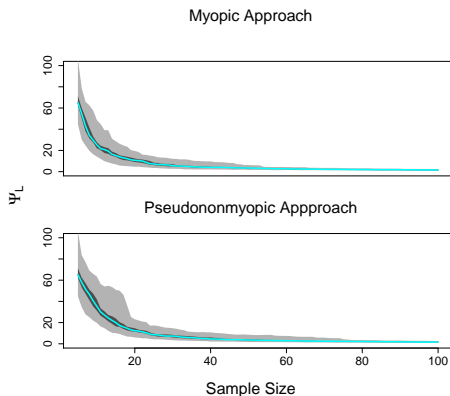 Myopic Approach
100
60
20
0
Ψ_L
Pseudononmyopic Appproach
100
60
20
0
20 40 60 80 100
Sample Size